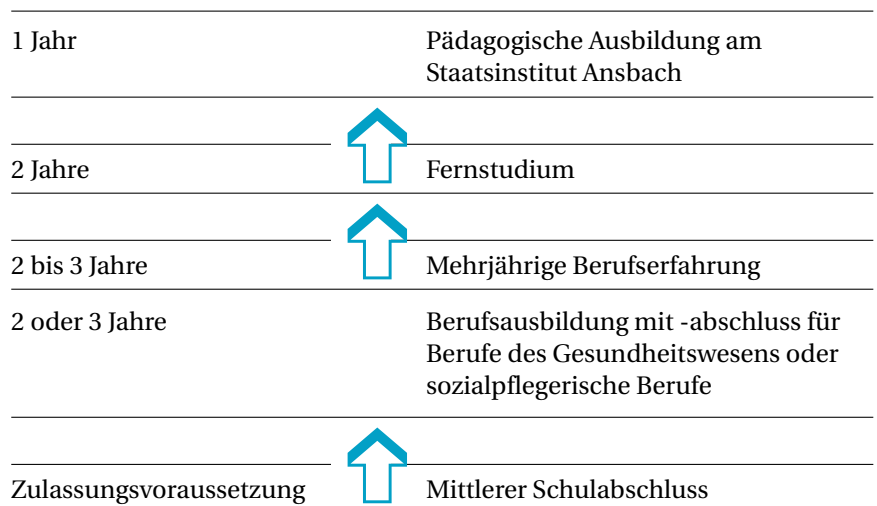 1 Jahr Pädagogische Ausbildung am
Staatsinstitut Ansbach
2 Jahre Fernstudium
2 bis 3 Jahre Mehrjährige Berufserfahrung
2 oder 3 Jahre Berufsausbildung mit -abschluss für
Berufe des Gesundheitswesens oder
sozialpflegerische Berufe
Zulassungsvoraussetzung Mittlerer Schulabschluss